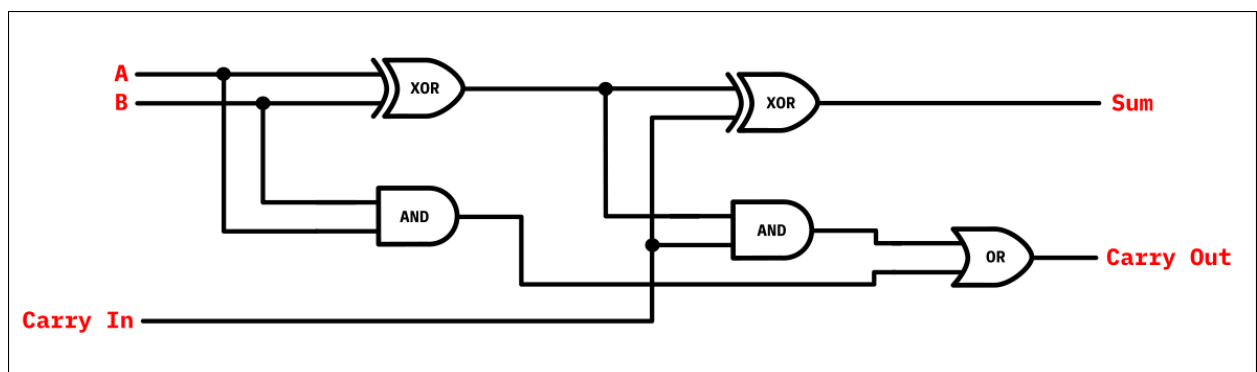 A
XOR
XOR
B
Sum
AND
AND
OR
Carry Out
Carry In